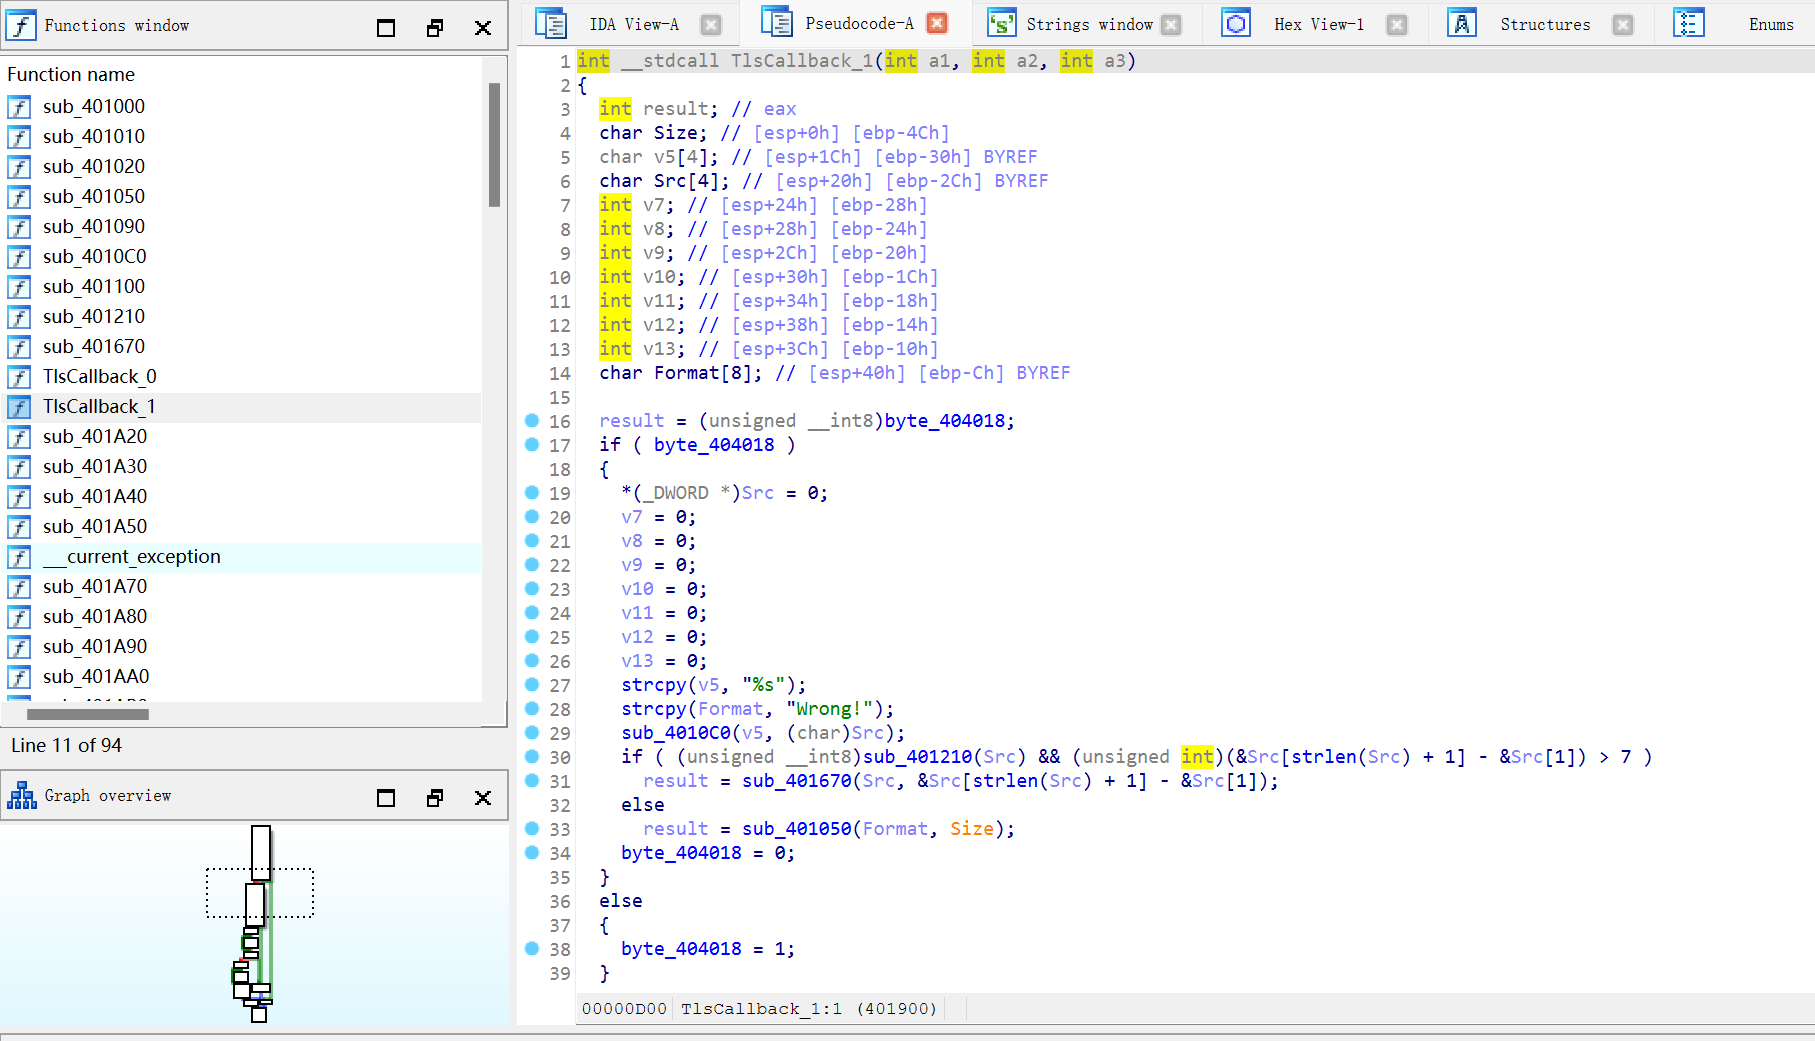 Functions window
Function name
sub_401000
sub_401010
sub_401020
sub_401050
sub_401090
sub_4010C0
sub_401100
sub_401210
sub_401670
TlsCallback_0
TlsCallback_1
sub_401A20
sub_401A30
sub_401A40
sub_401A50
__current_exception
sub_401A70
sub_401A80
sub_401A90
sub_401AA0
Line 11 of 94
Graph overview
IDA View-A Pseudocode-A Strings window Hex View-1 Structures Enums
1 int __stdcall TlsCallback_1(int a1, int a2, int a3)
2 {
3 int result; // eax
4 char Size; // [esp+0h] [ebp-4Ch]
5 char v5[4]; // [esp+1Ch] [ebp-30h] BYREF
6 char Src[4]; // [esp+20h] [ebp-2Ch] BYREF
7 int v7; // [esp+24h] [ebp-28h]
8 int v8; // [esp+28h] [ebp-24h]
9 int v9; // [esp+2Ch] [ebp-20h]
10 int v10; // [esp+30h] [ebp-1Ch]
11 int v11; // [esp+34h] [ebp-18h]
12 int v12; // [esp+38h] [ebp-14h]
13 int v13; // [esp+3Ch] [ebp-10h]
14 char Format[8]; // [esp+40h] [ebp-Ch] BYREF
15
16 result = (unsigned __int8)byte_404018;
17 if ( byte_404018 )
18 {
19 *(_DWORD *)Src = 0;
20 v7 = 0;
21 v8 = 0;
22 v9 = 0;
23 v10 = 0;
24 v11 = 0;
25 v12 = 0;
26 v13 = 0;
27 strcpy(v5, "%s");
28 strcpy(Format, "Wrong!");
29 sub_4010C0(v5, (char)Src);
30 if ( (unsigned __int8)sub_401210(Src) && (unsigned int)(&Src[strlen(Src) + 1] - &Src[1]) > 7 )
31 result = sub_401670(Src, &Src[strlen(Src) + 1] - &Src[1]);
32 else
33 result = sub_401050(Format, Size);
34 byte_404018 = 0;
35 }
36 else
37 {
38 byte_404018 = 1;
39 }
00000D00 TlsCallback_1:1 (401900)